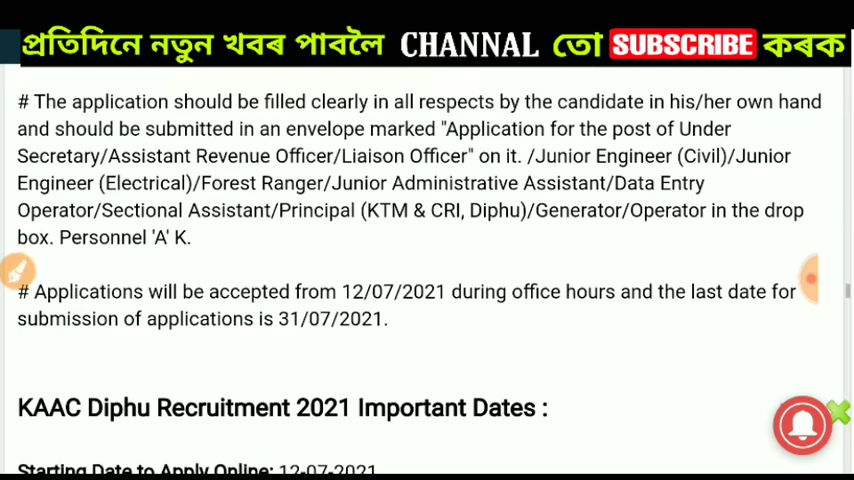 প্ৰতিদিনে নতুন খবৰ পাবলৈ CHANNAL তো SUBSCRIBE কৰক
# The application should be filled clearly in all respects by the candidate in his/her own hand
and should be submitted in an envelope marked "Application for the post of Under
Secretary/Assistant Revenue Officer/Liaison Officer" on it. /Junior Engineer (Civil)/Junior
Engineer (Electrical)/Forest Ranger/Junior Administrative Assistant/Data Entry
Operator/Sectional Assistant/Principal (KTM & CRI, Diphu)/Generator/Operator in the drop
box. Personnel 'A' K.
# Applications will be accepted from 12/07/2021 during office hours and the last date for
submission of applications is 31/07/2021.
KAAC Diphu Recruitment 2021 Important Dates :
Starting Date to Apply Online: 12-07-2021